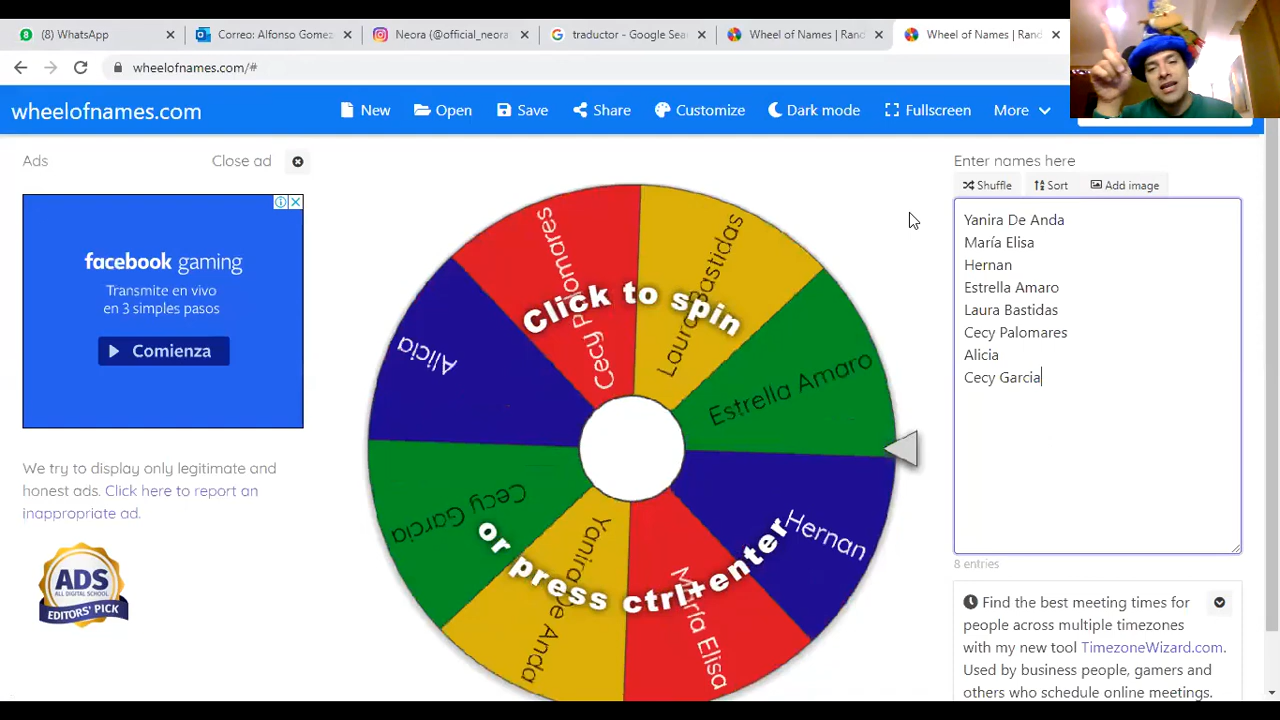 (8) WhatsApp
Correo: Alfonso Gomez
Neora (@official_neora
traductor - Google Sea
Wheel of Names | Rand
Wheel of Names | Rand
wheelofnames.com/#
wheelofnames.com
New
Open
Save
Share
Customize
Dark mode
Fullscreen
More
Ads
Close ad
facebook gaming
Transmite en vivo
en 3 simples pasos
Comienza
We try to display only legitimate and
honest ads. Click here to report an
inappropriate ad.
ADS
ALL DIGITAL SCHOOL
EDITORS' PICK
Click to spin
or press ctrl+enter
Cecy Palomares
Laura Bastidas
Estrella Amaro
Hernan
María Elisa
Yanira De Anda
Cecy Garcia
Alicia
Enter names here
Shuffle
Sort
Add image
Yanira De Anda
María Elisa
Hernan
Estrella Amaro
Laura Bastidas
Cecy Palomares
Alicia
Cecy Garcia
8 entries
Find the best meeting times for
people across multiple timezones
with my new tool TimezoneWizard.com.
Used by business people, gamers and
others who schedule online meetings.